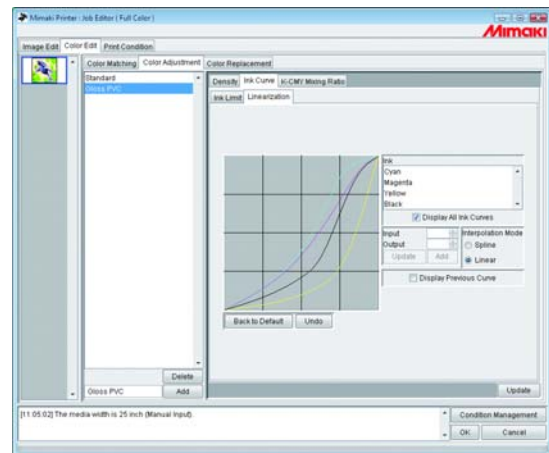 Mimaki Printer : Job Editor ( Full Color )
Mimaki
Image Edit Color Edit Print Condition
Color Matching Color Adjustment Color Replacement
Standard
Gloss PVC
Density Ink Curve K-CMY Mixing Ratio
Ink Limit Linearization
Ink
Cyan
Magenta
Yellow
Black
Display All Ink Curves
Input
Output
Update Add
Interpolation Mode
Spline
Linear
Display Previous Curve
Back to Default Undo
Delete
Gloss PVC Add
Update
[11:05:02] The media width is 25 inch (Manual Input).
Condition Management
OK Cancel